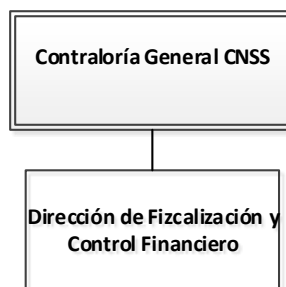 Contraloría General CNSS
Dirección de Fizcalización y
Control Financiero